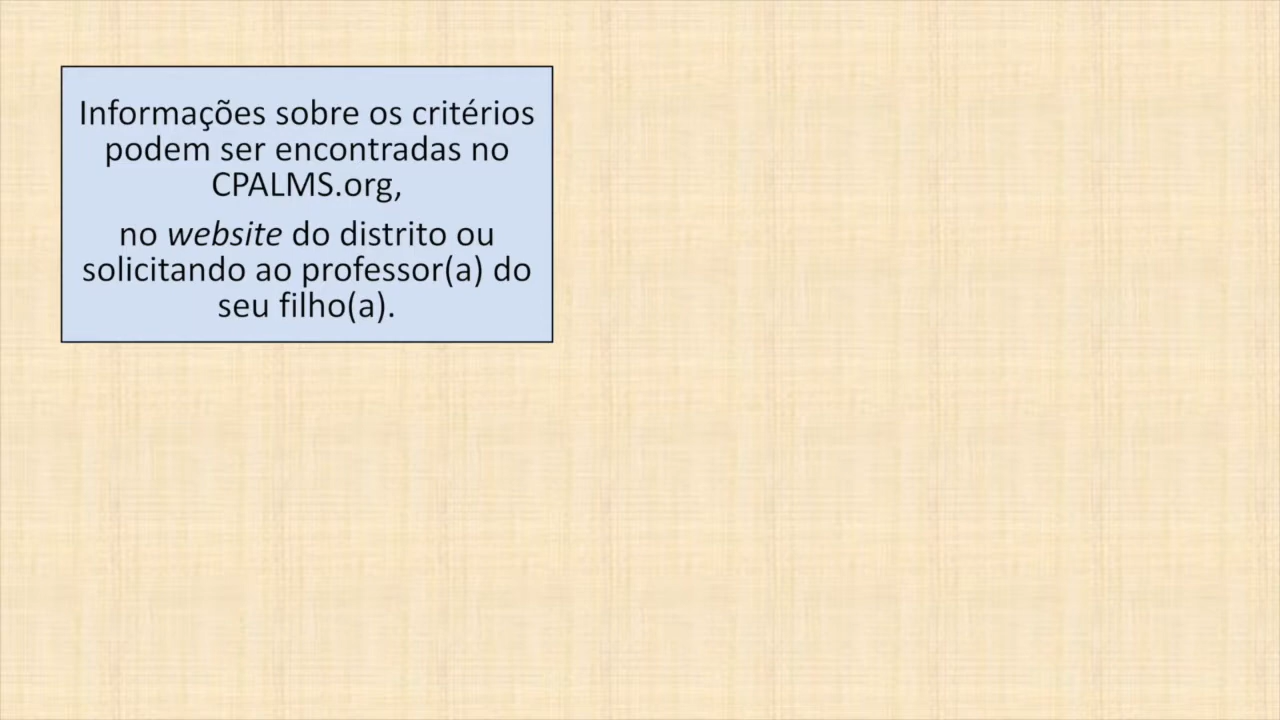 Informações sobre os critérios
podem ser encontradas no
CPALMS.org,
no website do distrito ou
solicitando ao professor(a) do
seu filho(a).